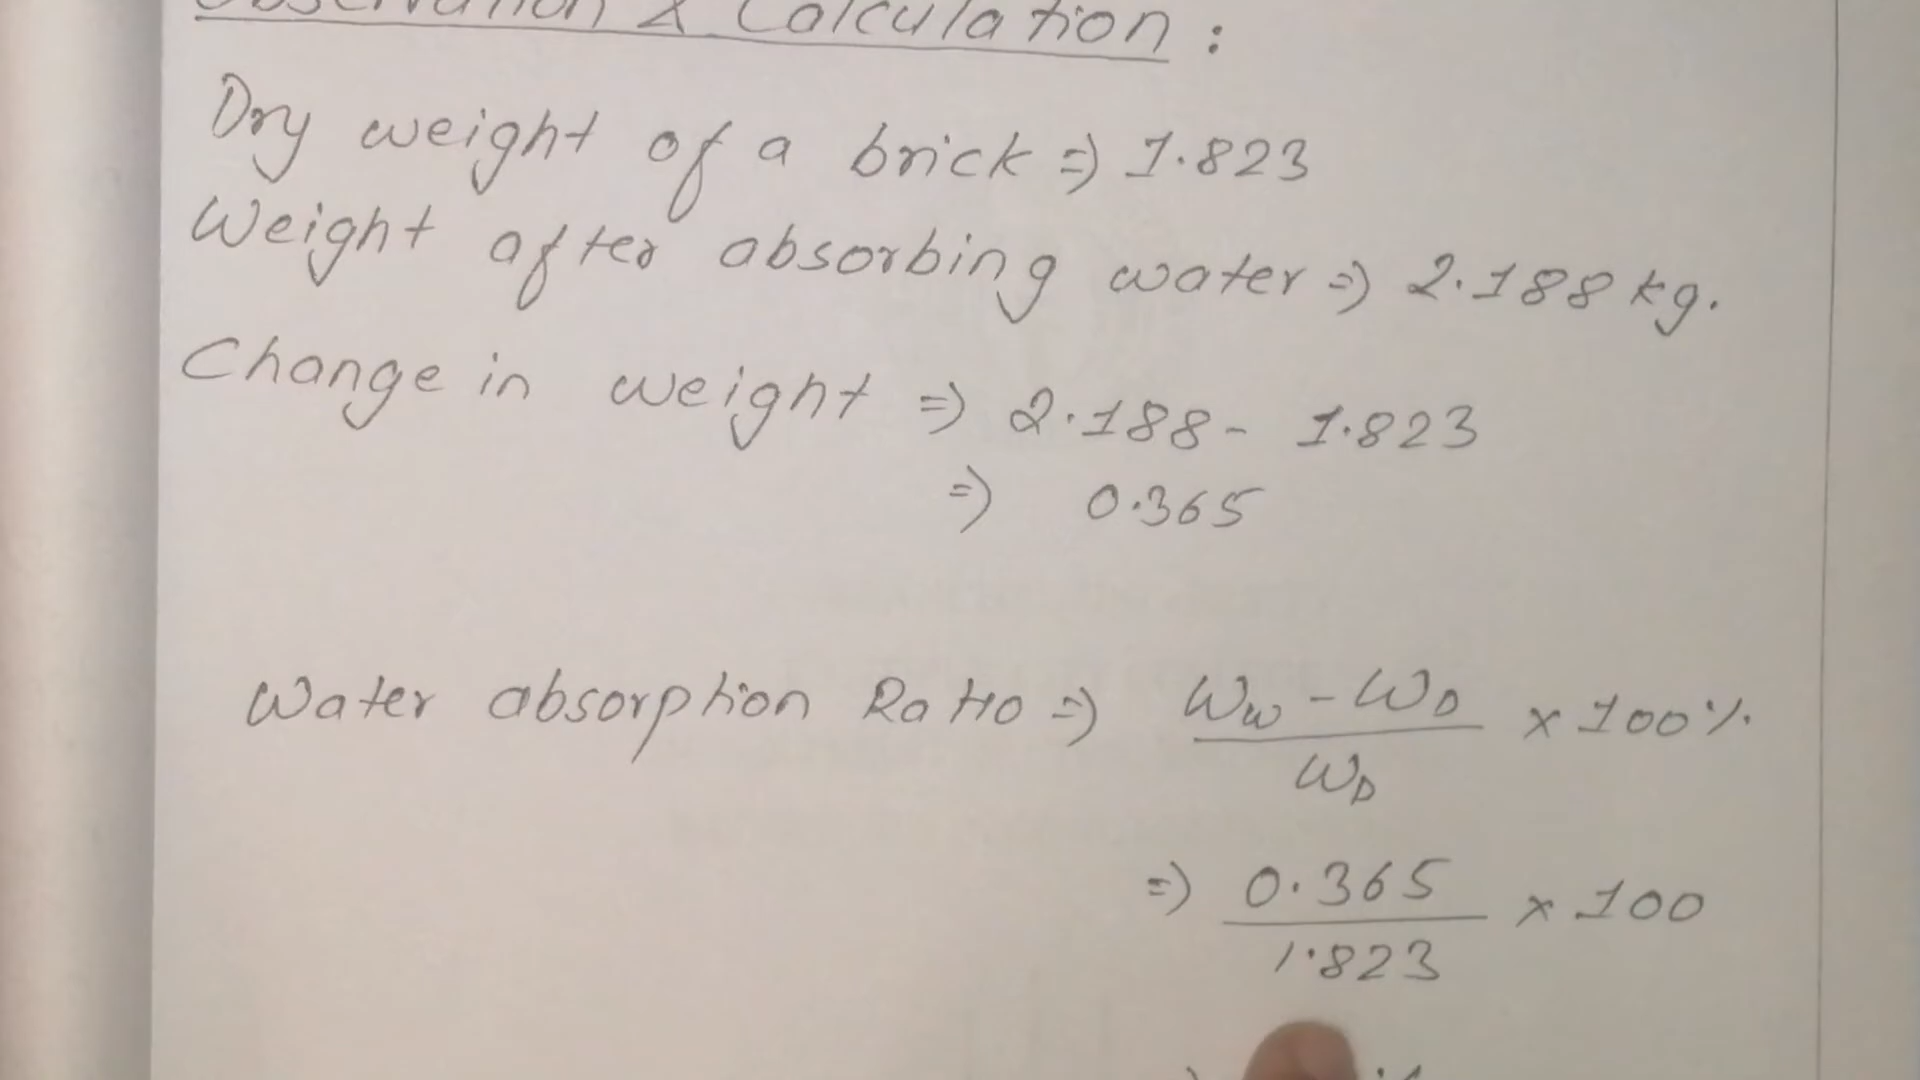 Observation & Calculation :
Dry weight of a brick => 1.823
Weight after absorbing water => 2.188 kg.
Change in weight => 2.188 - 1.823
=> 0.365
Water absorption Ratio => Ww - WD / WD x 100%
=> 0.365 / 1.823 x 100